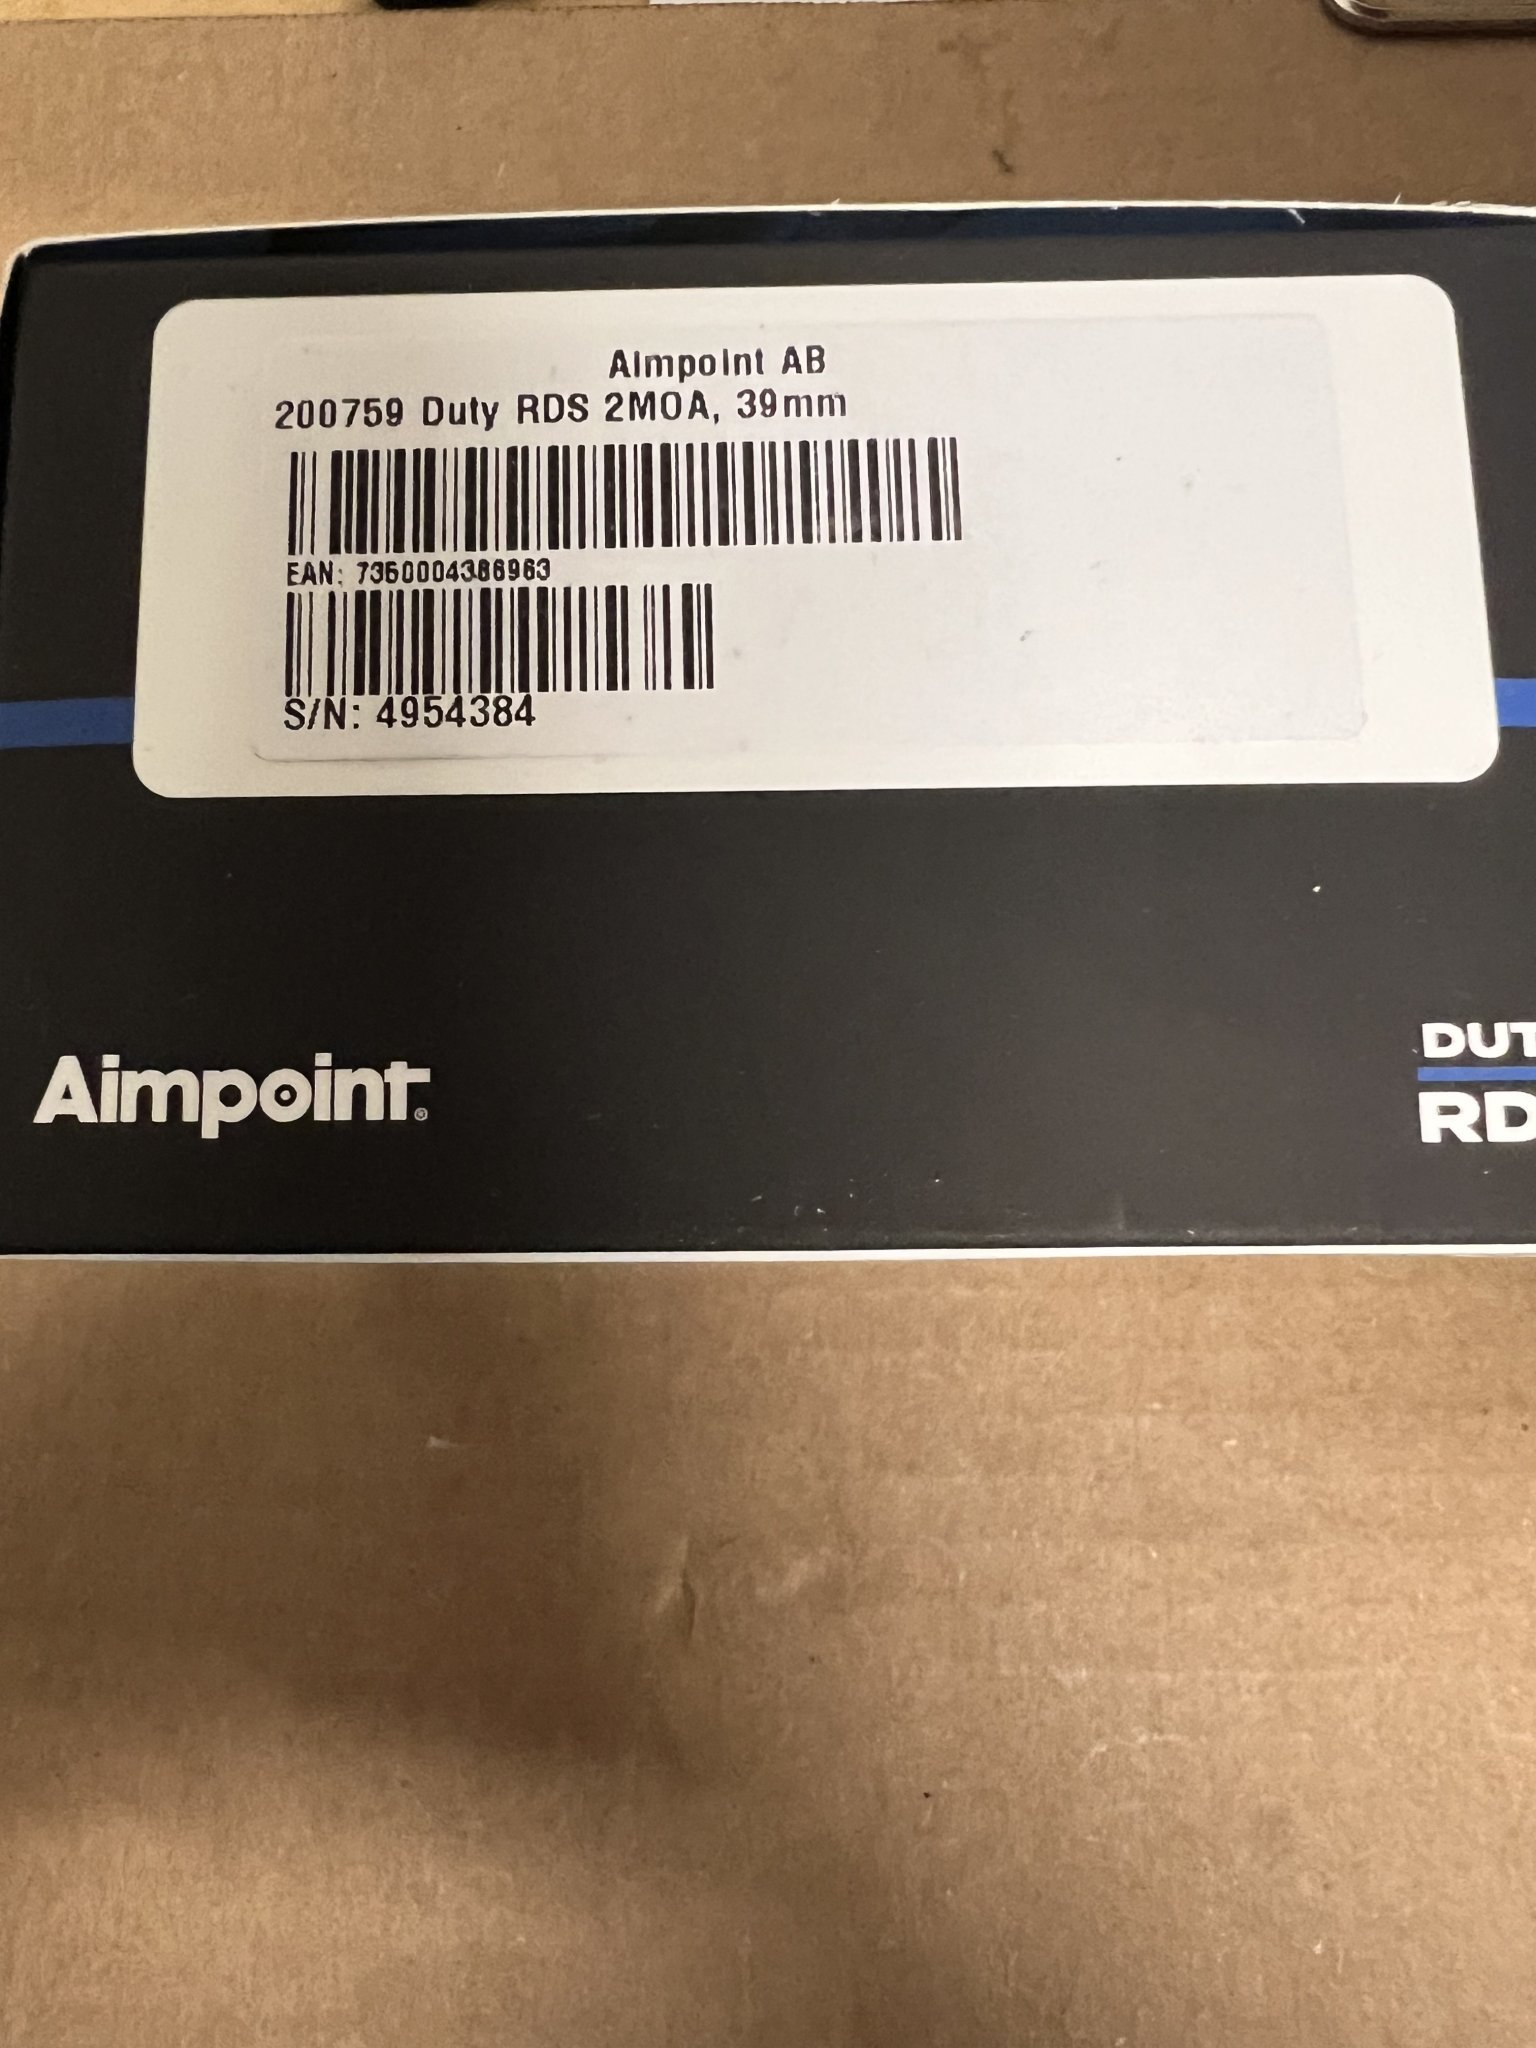 Aimpoint AB
200759 Duty RDS 2MOA, 39mm
EAN: 7350004386963
S/N: 4954384
Aimpoint®
DUT
RD